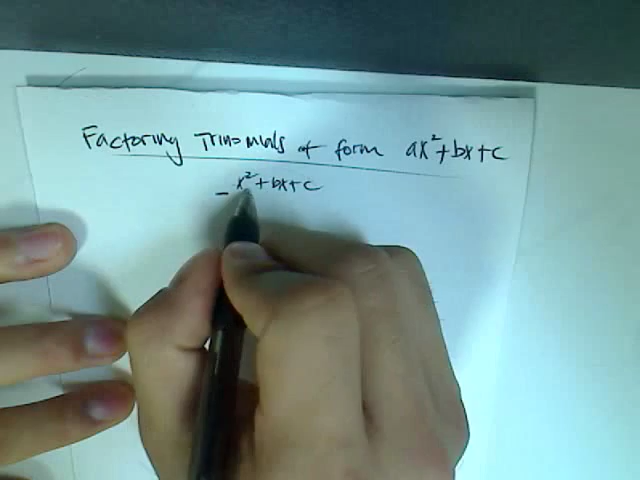 Factoring Trinomials of form ax²+bx+c
_ x²+bx+c